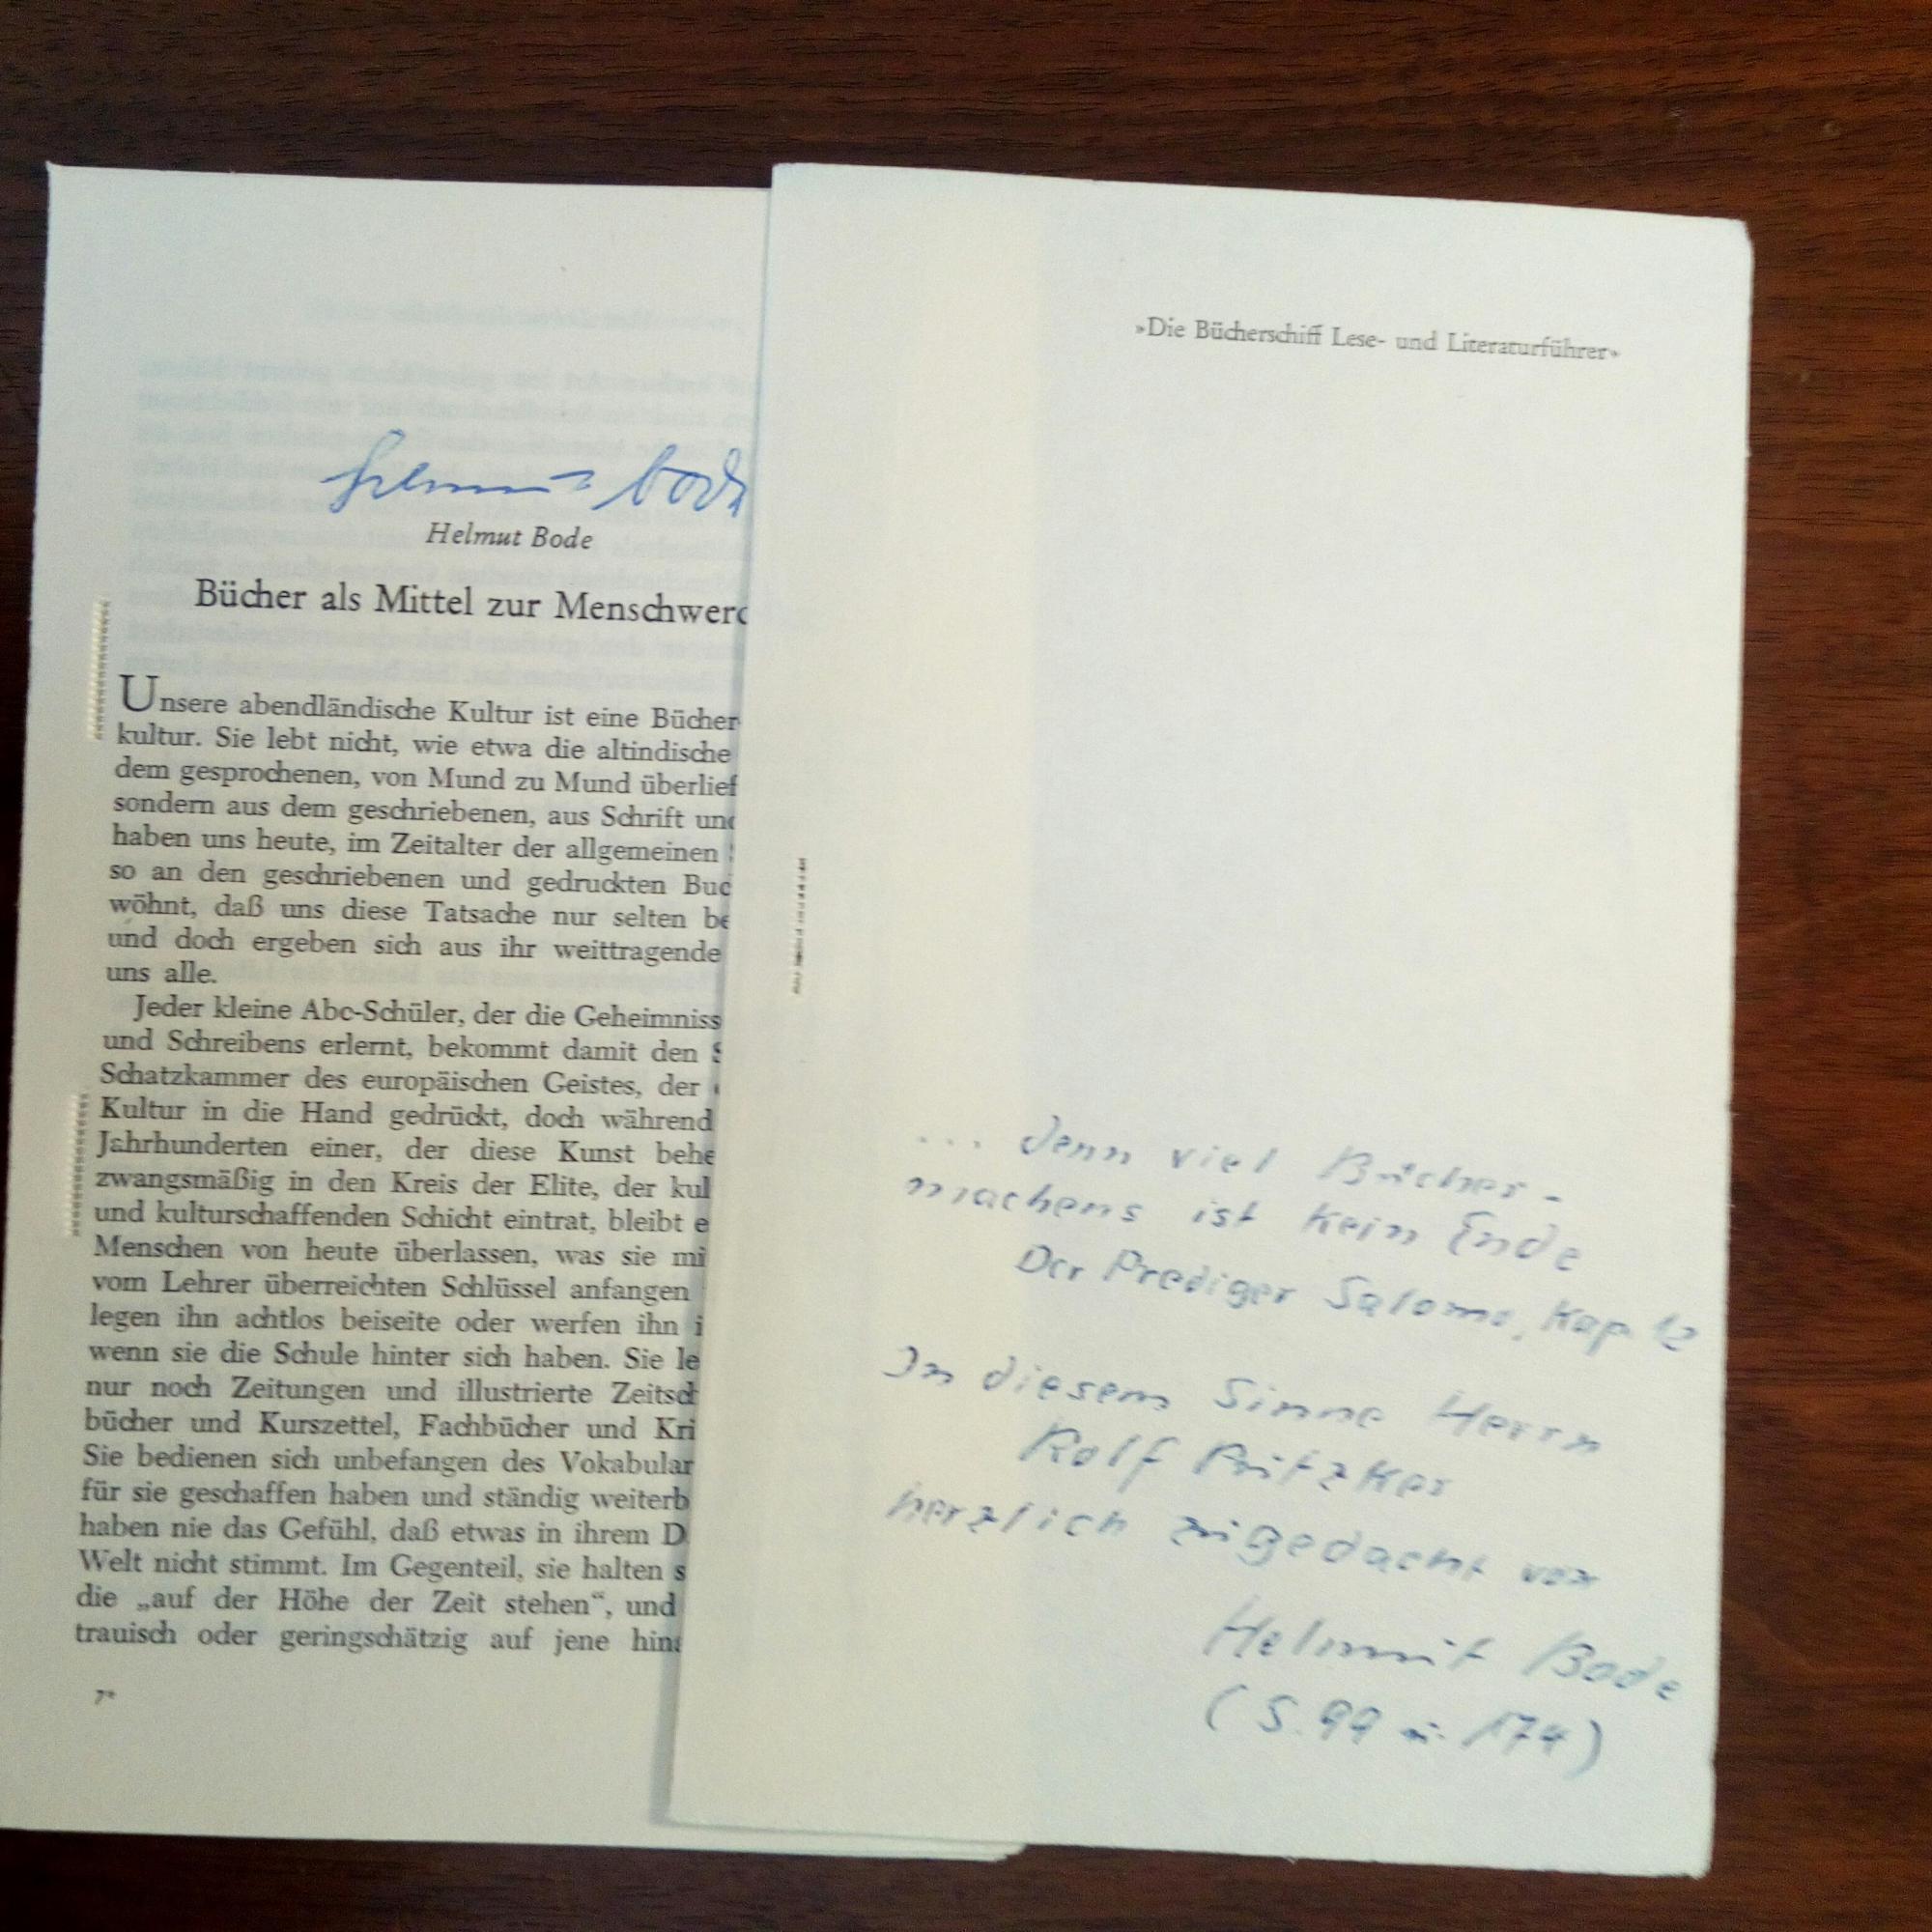 Helmut Bode
Helmut Bode
Bücher als Mittel zur Menschwerd
Unsere abendländische Kultur ist eine Bücher
kultur. Sie lebt nicht, wie etwa die altindische
dem gesprochenen, von Mund zu Mund überlief
sondern aus dem geschriebenen, aus Schrift und
haben uns heute, im Zeitalter der allgemeinen
so an den geschriebenen und gedruckten Buc
wöhnt, daß uns diese Tatsache nur selten be
und doch ergeben sich aus ihr weittragende
uns alle.
Jeder kleine Abc-Schüler, der die Geheimniss
und Schreibens erlernt, bekommt damit den S
Schatzkammer des europäischen Geistes, der
Kultur in die Hand gedrückt, doch während
Jahrhunderten einer, der diese Kunst behe
zwangsmäßig in den Kreis der Elite, der kul
und kulturschaffenden Schicht eintrat, bleibt e
Menschen von heute überlassen, was sie mi
vom Lehrer überreichten Schlüssel anfangen
legen ihn achtlos beiseite oder werfen ihn i
wenn sie die Schule hinter sich haben. Sie le
nur noch Zeitungen und illustrierte Zeitsch
bücher und Kurszettel, Fachbücher und Kri
Sie bedienen sich unbefangen des Vokabular
für sie geschaffen haben und ständig weiterb
haben nie das Gefühl, daß etwas in ihrem D
Welt nicht stimmt. Im Gegenteil, sie halten s
die „auf der Höhe der Zeit stehen“, und
trauisch oder geringschätzig auf jene hina
7*
»Die Bücherschiff Lese- und Literaturführer«
... denn viel Bücher-
machens ist kein Ende
Der Prediger Salomo, Kap 12
In diesem Sinne Herrn
Rolf Pritzker
herzlich zugedacht von
Helmut Bode
(S. 99 u. 174)